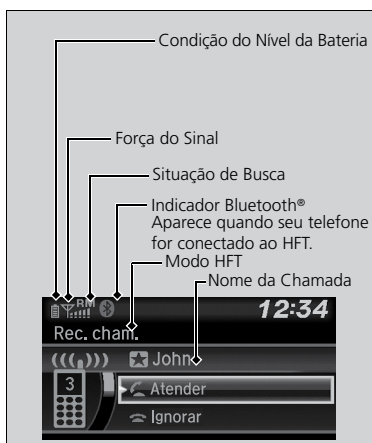 Condição do Nível da Bateria
Força do Sinal
Situação de Busca
Indicador Bluetooth®
Aparece quando seu telefone
for conectado ao HFT.
Modo HFT
Nome da Chamada
RM
12:34
Rec. cham.
John
3
Atender
Ignorar